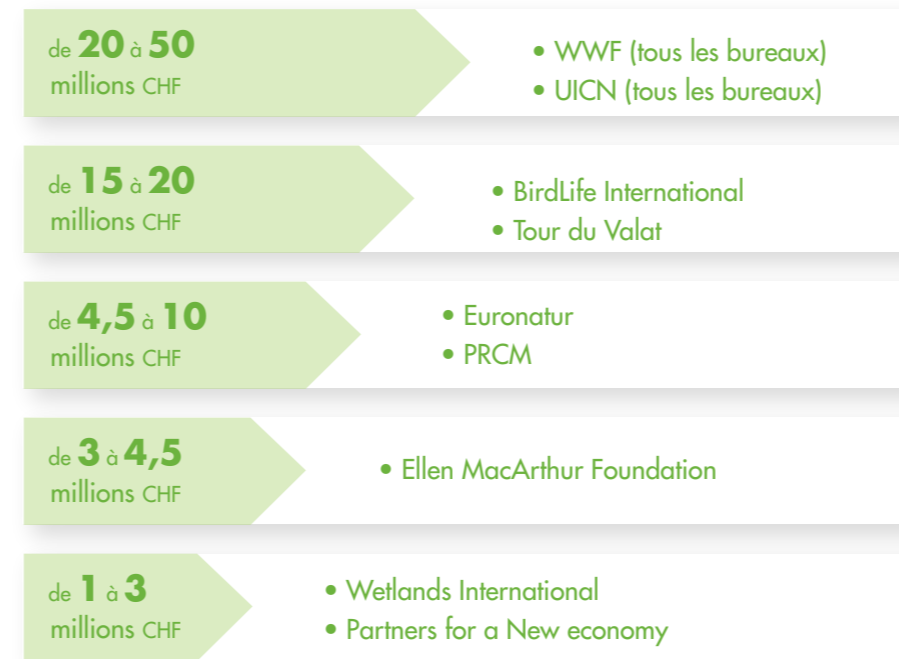 de 20 à 50
millions CHF
• WWF (tous les bureaux)
• UICN (tous les bureaux)
de 15 à 20
millions CHF
• BirdLife International
• Tour du Valat
de 4,5 à 10
millions CHF
• Euronatur
• PRCM
de 3 à 4,5
millions CHF
• Ellen MacArthur Foundation
de 1 à 3
millions CHF
• Wetlands International
• Partners for a New economy